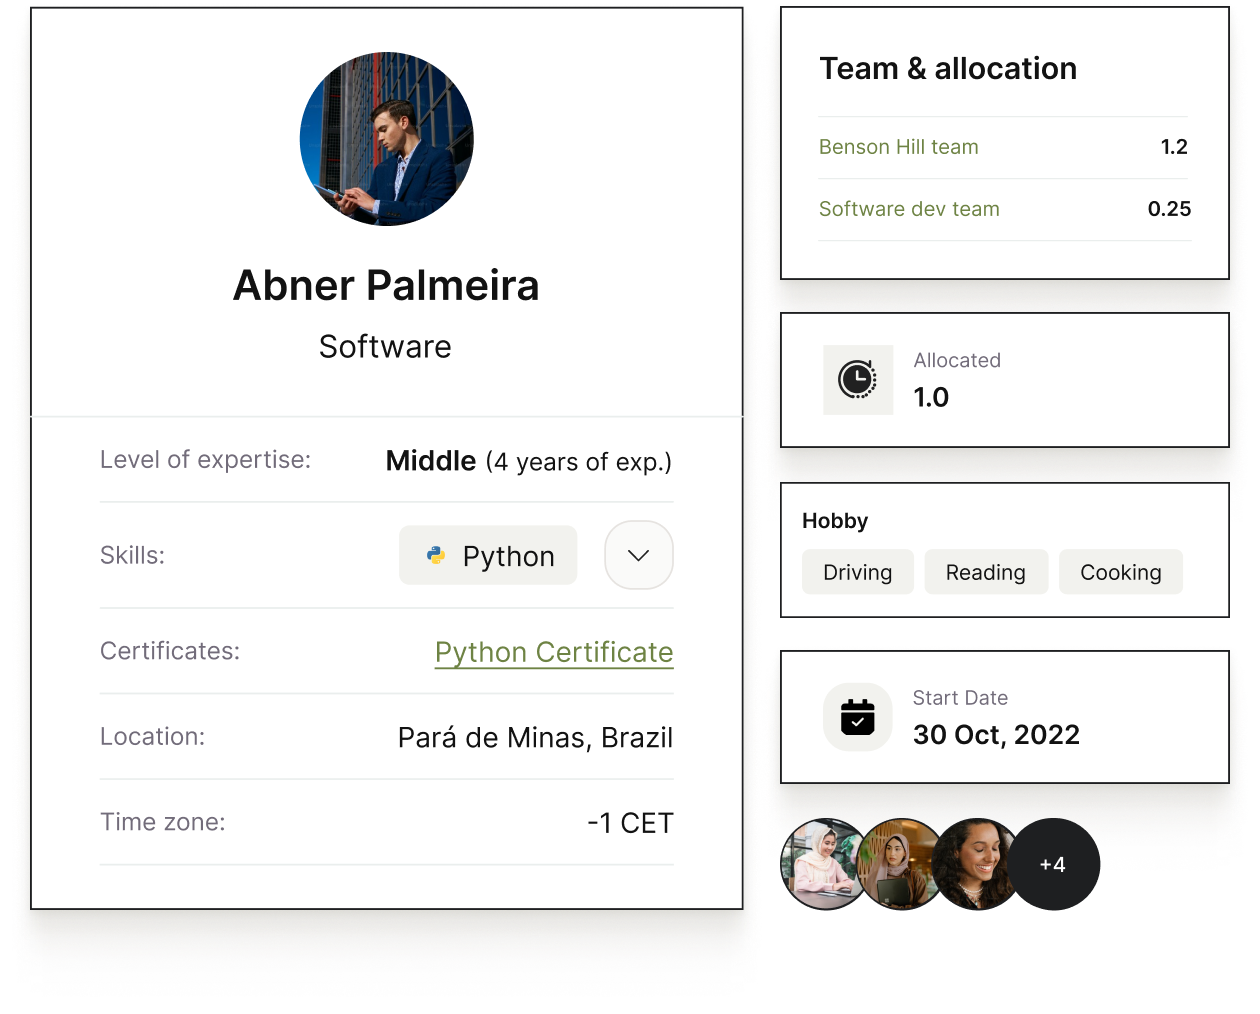 Abner Palmeira
Software
Level of expertise: Middle (4 years of exp.)
Skills: Python
Certificates: Python Certificate
Location: Pará de Minas, Brazil
Time zone: -1 CET
Team & allocation
Benson Hill team 1.2
Software dev team 0.25
Allocated
1.0
Hobby
Driving Reading Cooking
Start Date
30 Oct, 2022
+4